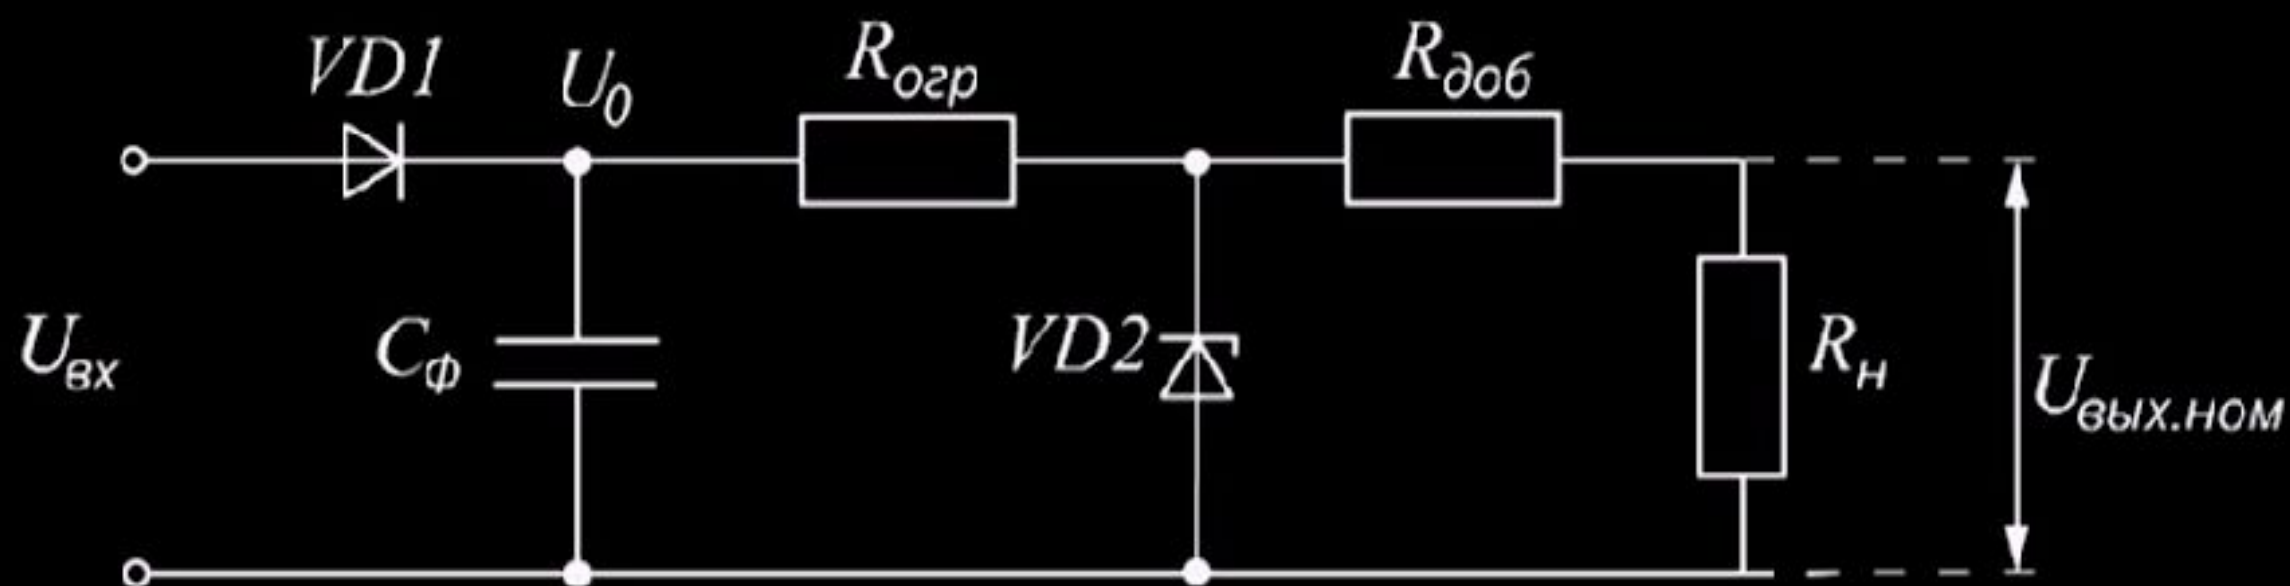 VD1
U₀
Rогр
Rдоб
Uвх
Cф
VD2
Rн
Uвых.ном